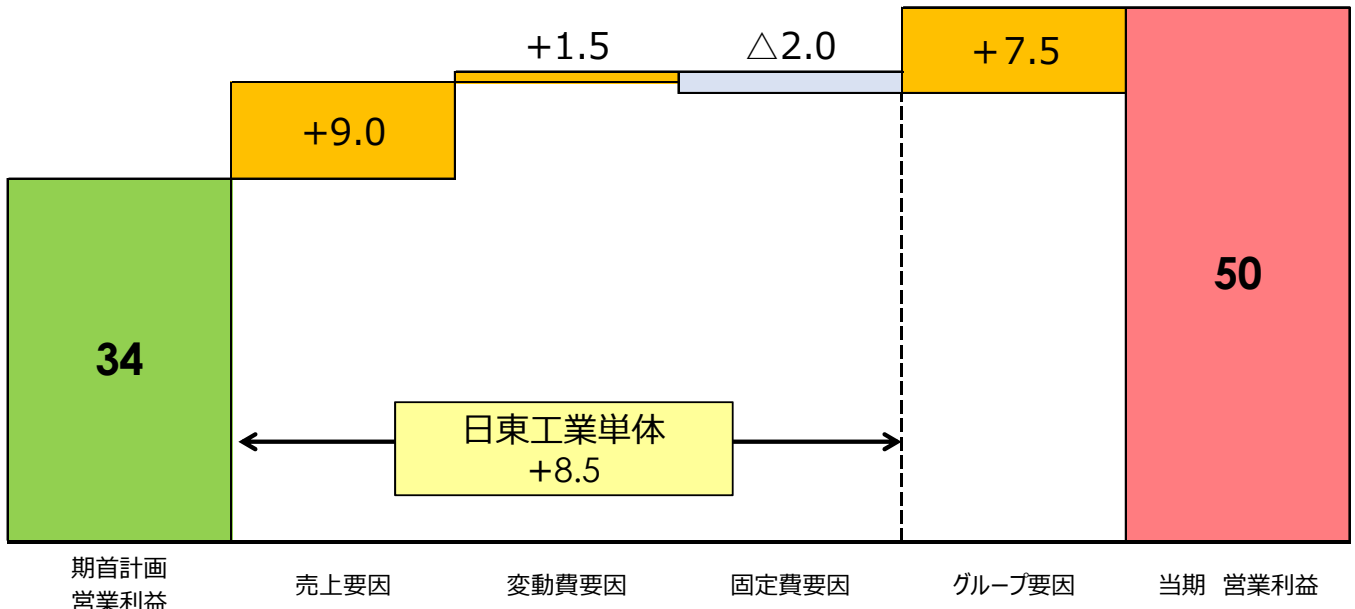 +1.5
△2.0
+7.5
+9.0
50
34
日東工業単体
+8.5
期首計画
営業利益
売上要因
変動費要因
固定費要因
グループ要因
当期 営業利益